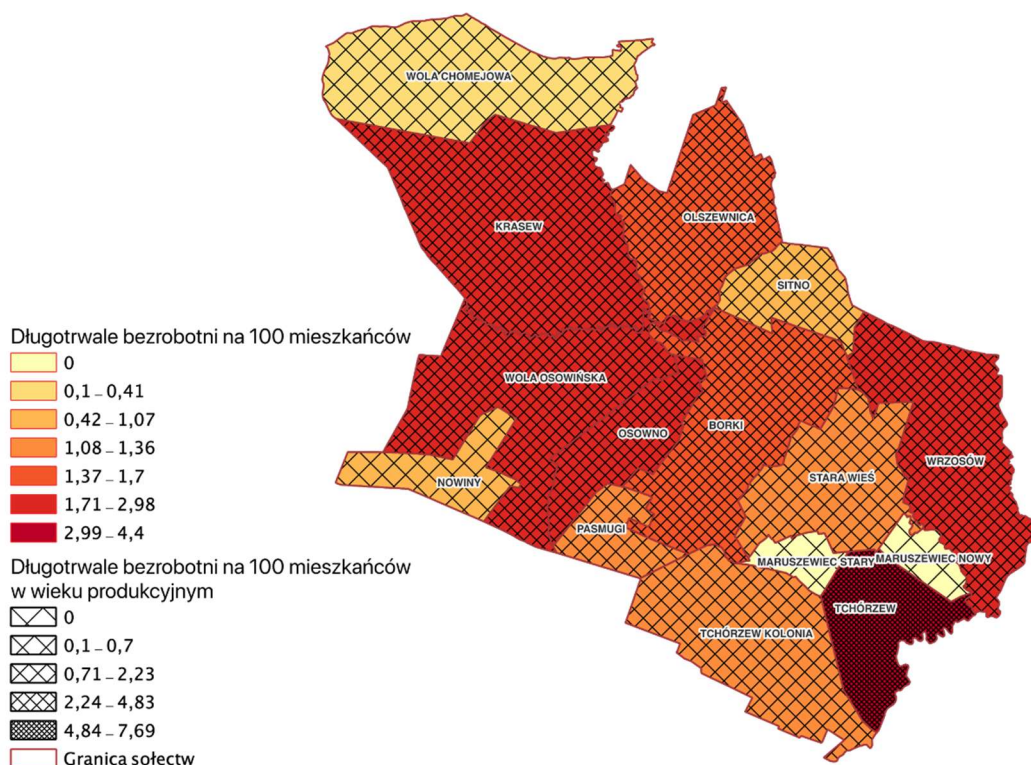 WOLA CHOMEJOWA
KRASEW
OLSZEWNICA
SITNO
WOLA OSOWIŃSKA
OSOWNO
BORKI
WRZOSÓW
STARA WIEŚ
NOWINY
PASMUGI
MARUSZEWIEC STARY
MARUSZEWIEC NOWY
TCHÓRZEW
TCHÓRZEW KOLONIA
Długotrwale bezrobotni na 100 mieszkańców
0
0,1 – 0,41
0,42 – 1,07
1,08 – 1,36
1,37 – 1,7
1,71 – 2,98
2,99 – 4,4
Długotrwale bezrobotni na 100 mieszkańców
w wieku produkcyjnym
0
0,1 – 0,7
0,71 – 2,23
2,24 – 4,83
4,84 – 7,69
Granica sołectw